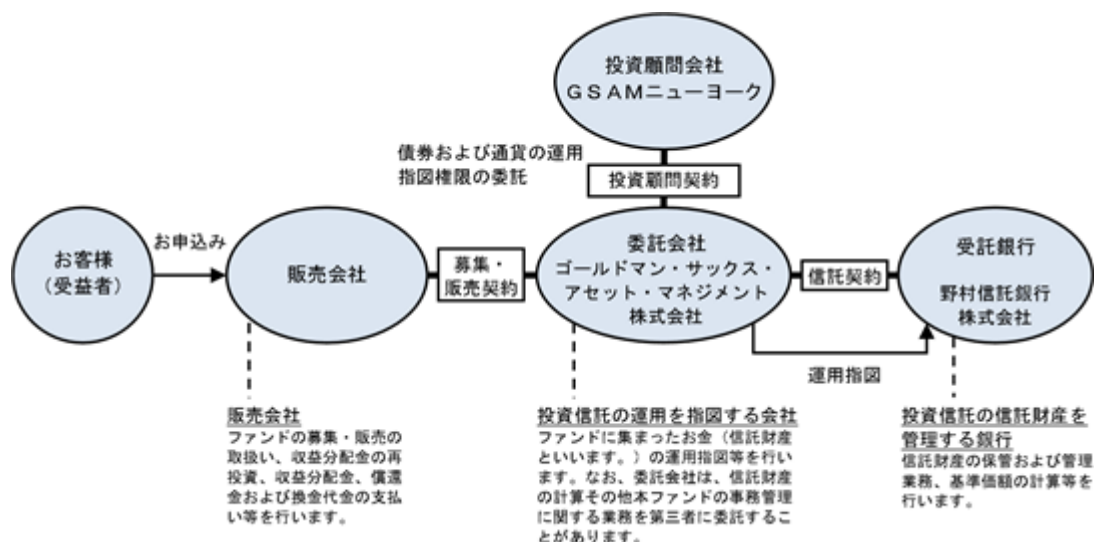 投資顧問会社
ＧＳＡＭニューヨーク
債券および通貨の運用
指図権限の委託
投資顧問契約
お客様
（受益者）
お申込み
販売会社
募集・
販売契約
委託会社
ゴールドマン・サックス・
アセット・マネジメント
株式会社
信託契約
受託銀行
野村信託銀行
株式会社
運用指図
販売会社
ファンドの募集・販売の
取扱い、収益分配金の再
投資、収益分配金、償還
金および換金代金の支払
い等を行います。
投資信託の運用を指図する会社
ファンドに集まったお金（信託財産
といいます。）の運用指図等を行い
ます。なお、委託会社は、信託財産
の計算その他本ファンドの事務管理
に関する業務を第三者に委託するこ
とがあります。
投資信託の信託財産を
管理する銀行
信託財産の保管および管理
業務、基準価額の計算等を
行います。